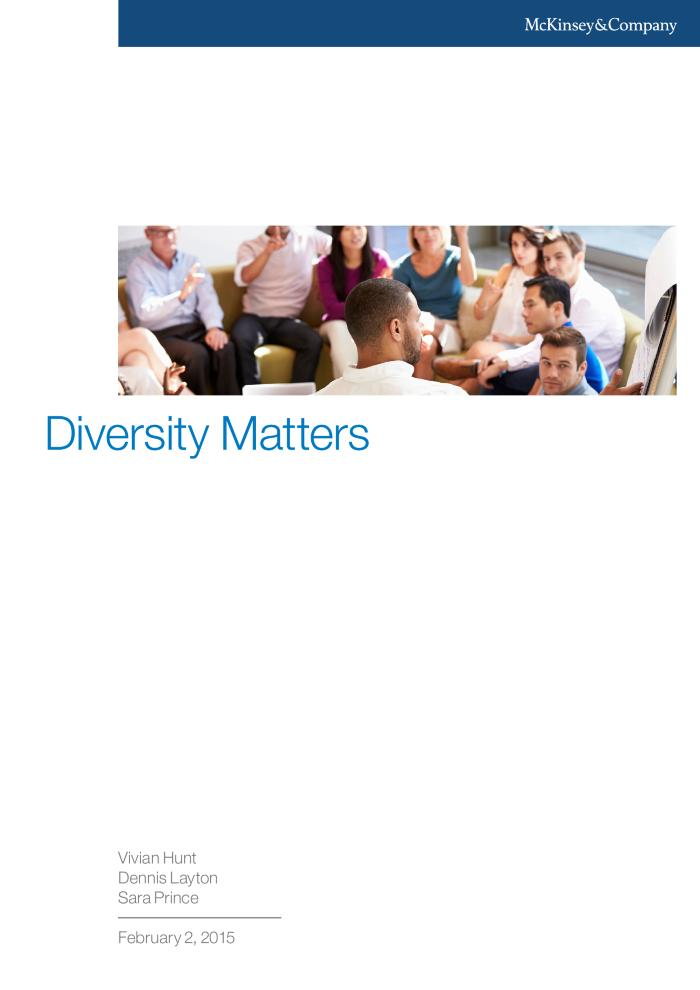 McKinsey&Company
Diversity Matters
Vivian Hunt
Dennis Layton
Sara Prince
February 2, 2015